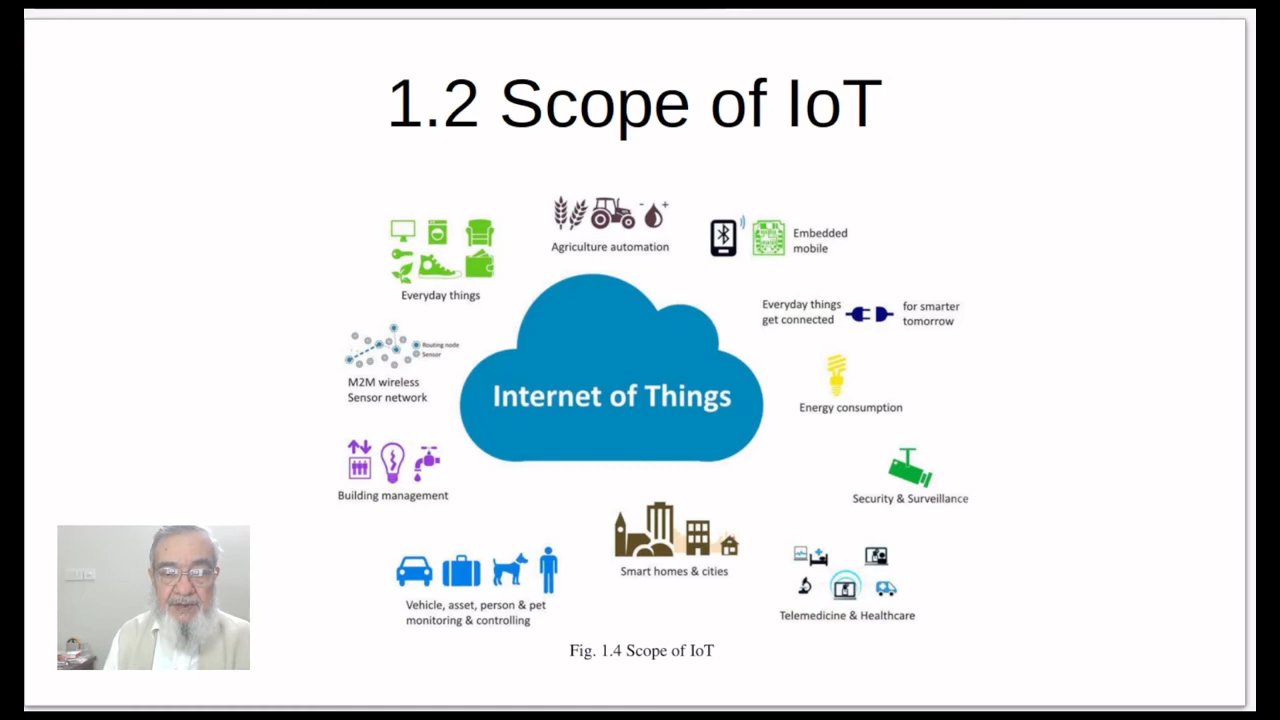 1.2 Scope of IoT
Agriculture automation
Embedded
mobile
Everyday things
Everyday things
get connected
for smarter
tomorrow
Routing node
Sensor
M2M wireless
Sensor network
Internet of Things
Energy consumption
Building management
Security & Surveillance
Smart homes & cities
Vehicle, asset, person & pet
monitoring & controlling
Telemedicine & Healthcare
Fig. 1.4 Scope of IoT